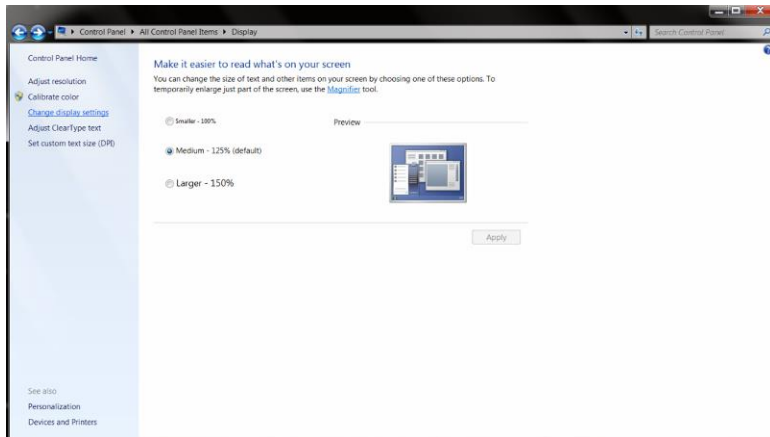 Control Panel ▸ All Control Panel Items ▸ Display
Search Control Panel
Control Panel Home
Adjust resolution
Calibrate color
Change display settings
Adjust ClearType text
Set custom text size (DPI)
Make it easier to read what's on your screen
You can change the size of text and other items on your screen by choosing one of these options. To
temporarily enlarge just part of the screen, use the Magnifier tool.
Smaller - 100%
Preview
Medium - 125% (default)
Larger - 150%
Apply
See also
Personalization
Devices and Printers